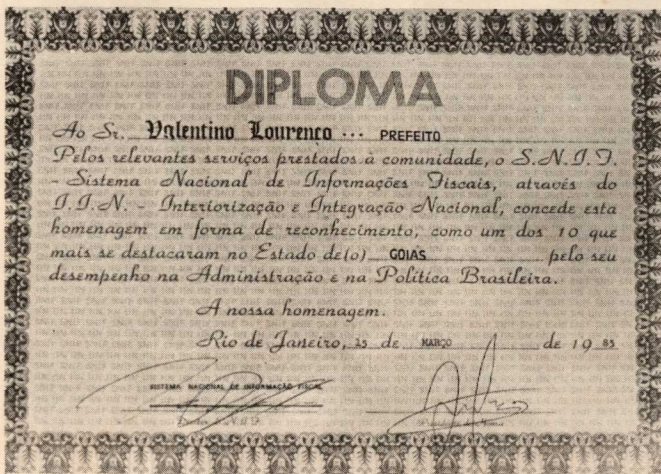 DIPLOMA
Ao Sr. Valentino Lourenço ... PREFEITO
Pelos relevantes serviços prestados à comunidade, o S.N.I.F.
- Sistema Nacional de Informações Fiscais, através do
I.I.N. - Interiorização e Integração Nacional, concede esta
homenagem em forma de reconhecimento, como um dos 10 que
mais se destacaram no Estado de(o) GOIÁS pelo seu
desempenho na Administração e na Política Brasileira.
A nossa homenagem.
Rio de Janeiro, 25 de MARÇO de 1985
SISTEMA NACIONAL DE INFORMAÇÃO FISCAL